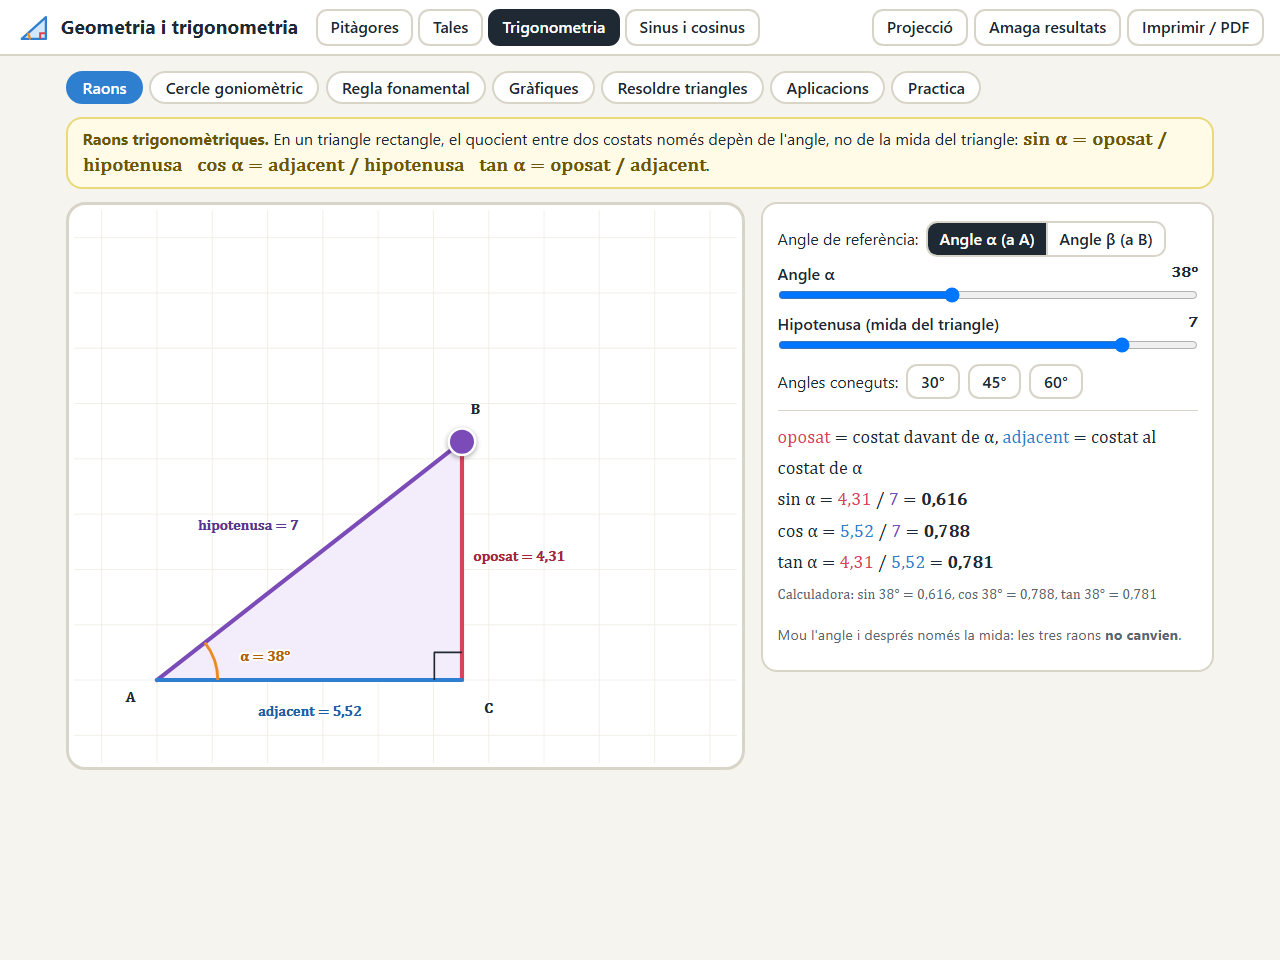 Geometria i trigonometria
Pitàgores
Tales
Trigonometria
Sinus i cosinus
Projecció
Amaga resultats
Imprimir / PDF
Raons
Cercle goniomètric
Regla fonamental
Gràfiques
Resoldre triangles
Aplicacions
Practica
Raons trigonomètriques. En un triangle rectangle, el quocient entre dos costats només depèn de l'angle, no de la mida del triangle: sin α = oposat /
hipotenusa cos α = adjacent / hipotenusa tan α = oposat / adjacent.
B
hipotenusa = 7
oposat = 4,31
α = 38°
A
adjacent = 5,52
C
Angle de referència:
Angle α (a A)
Angle β (a B)
Angle α
38°
Hipotenusa (mida del triangle)
7
Angles coneguts:
30°
45°
60°
oposat = costat davant de α, adjacent = costat al
costat de α
sin α = 4,31 / 7 = 0,616
cos α = 5,52 / 7 = 0,788
tan α = 4,31 / 5,52 = 0,781
Calculadora: sin 38° = 0,616, cos 38° = 0,788, tan 38° = 0,781
Mou l'angle i després només la mida: les tres raons no canvien.